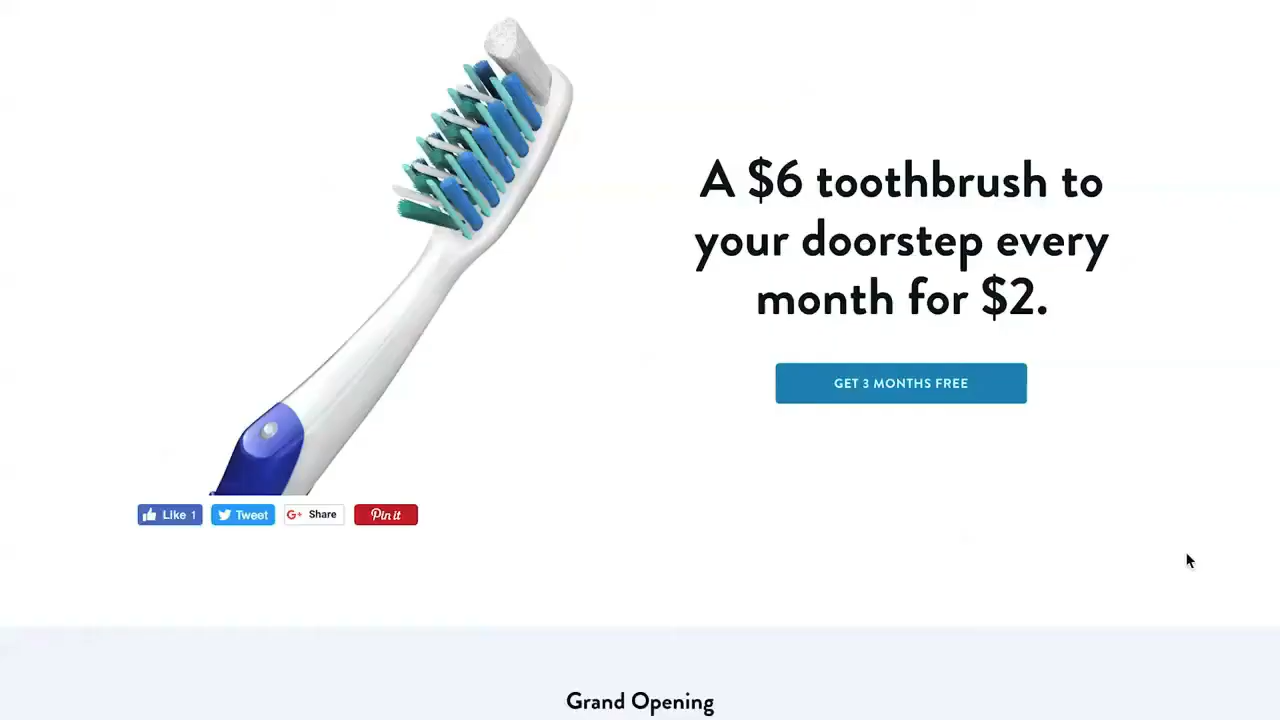 A $6 toothbrush to
your doorstep every
month for $2.
GET 3 MONTHS FREE
Like 1
Tweet
G+ Share
Pin it
Grand Opening